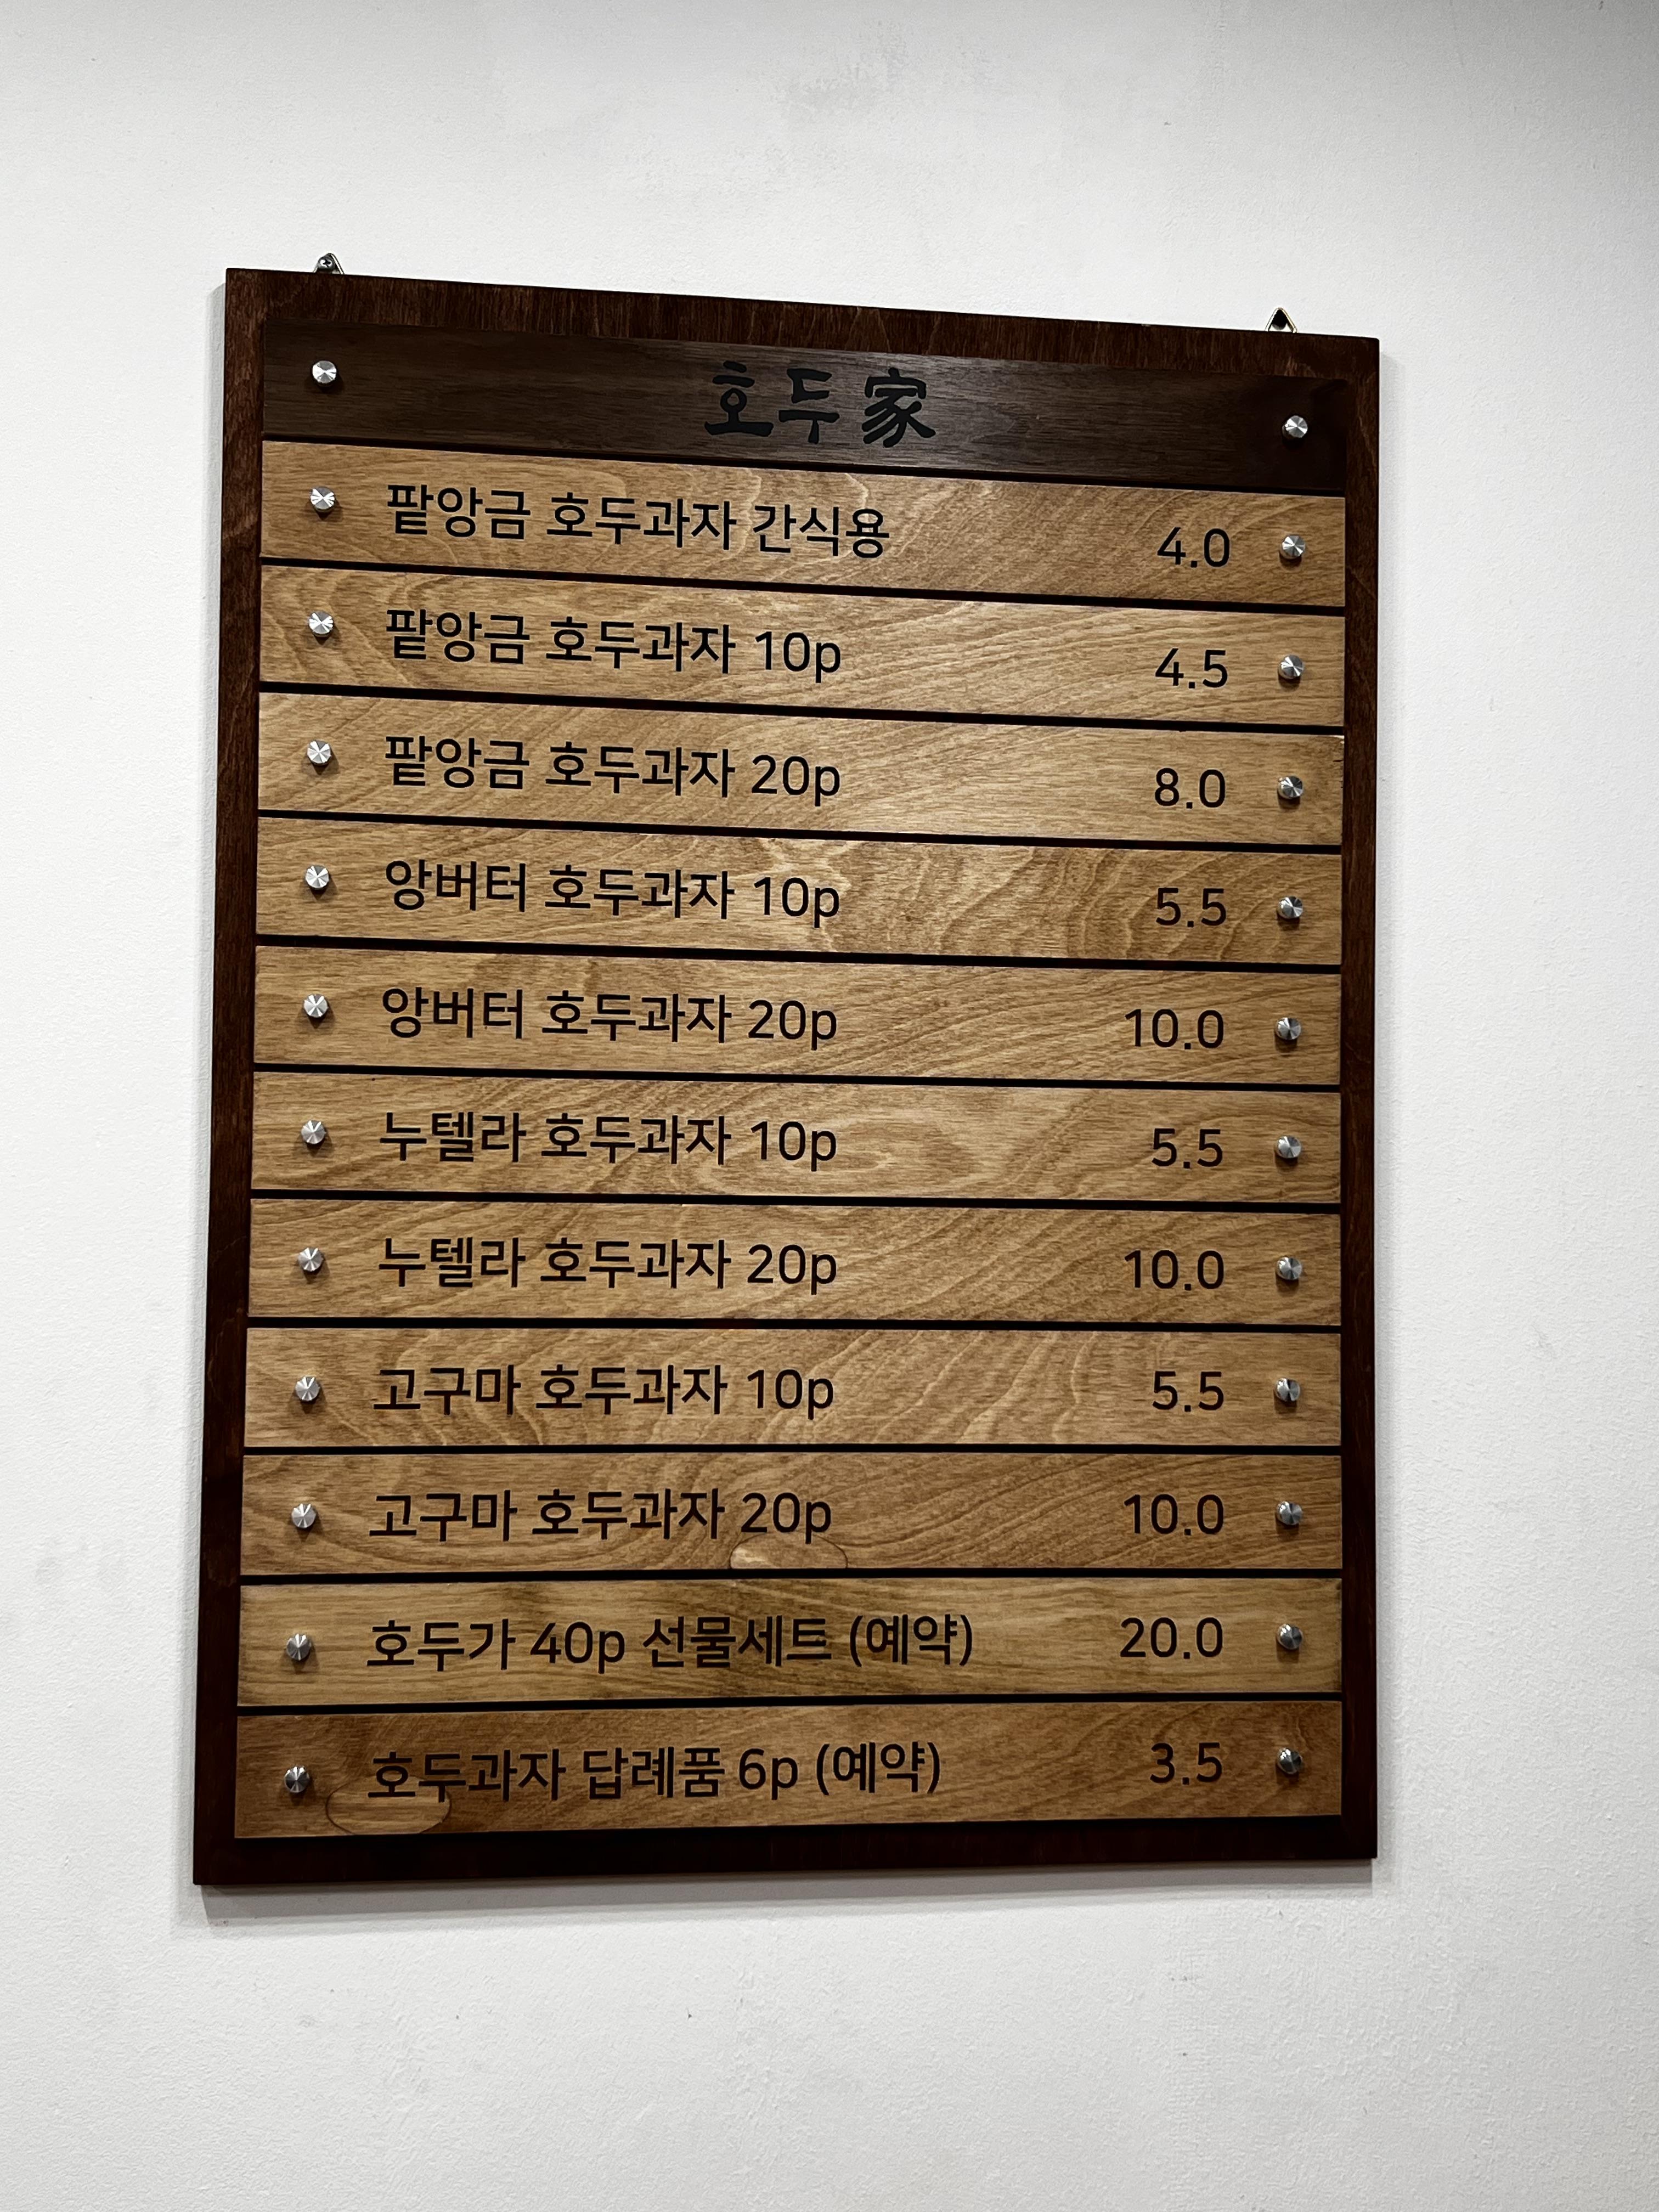 호두家
팥앙금 호두과자 간식용 4.0
팥앙금 호두과자 10p 4.5
팥앙금 호두과자 20p 8.0
앙버터 호두과자 10p 5.5
앙버터 호두과자 20p 10.0
누텔라 호두과자 10p 5.5
누텔라 호두과자 20p 10.0
고구마 호두과자 10p 5.5
고구마 호두과자 20p 10.0
호두가 40p 선물세트 (예약) 20.0
호두과자 답례품 6p (예약) 3.5